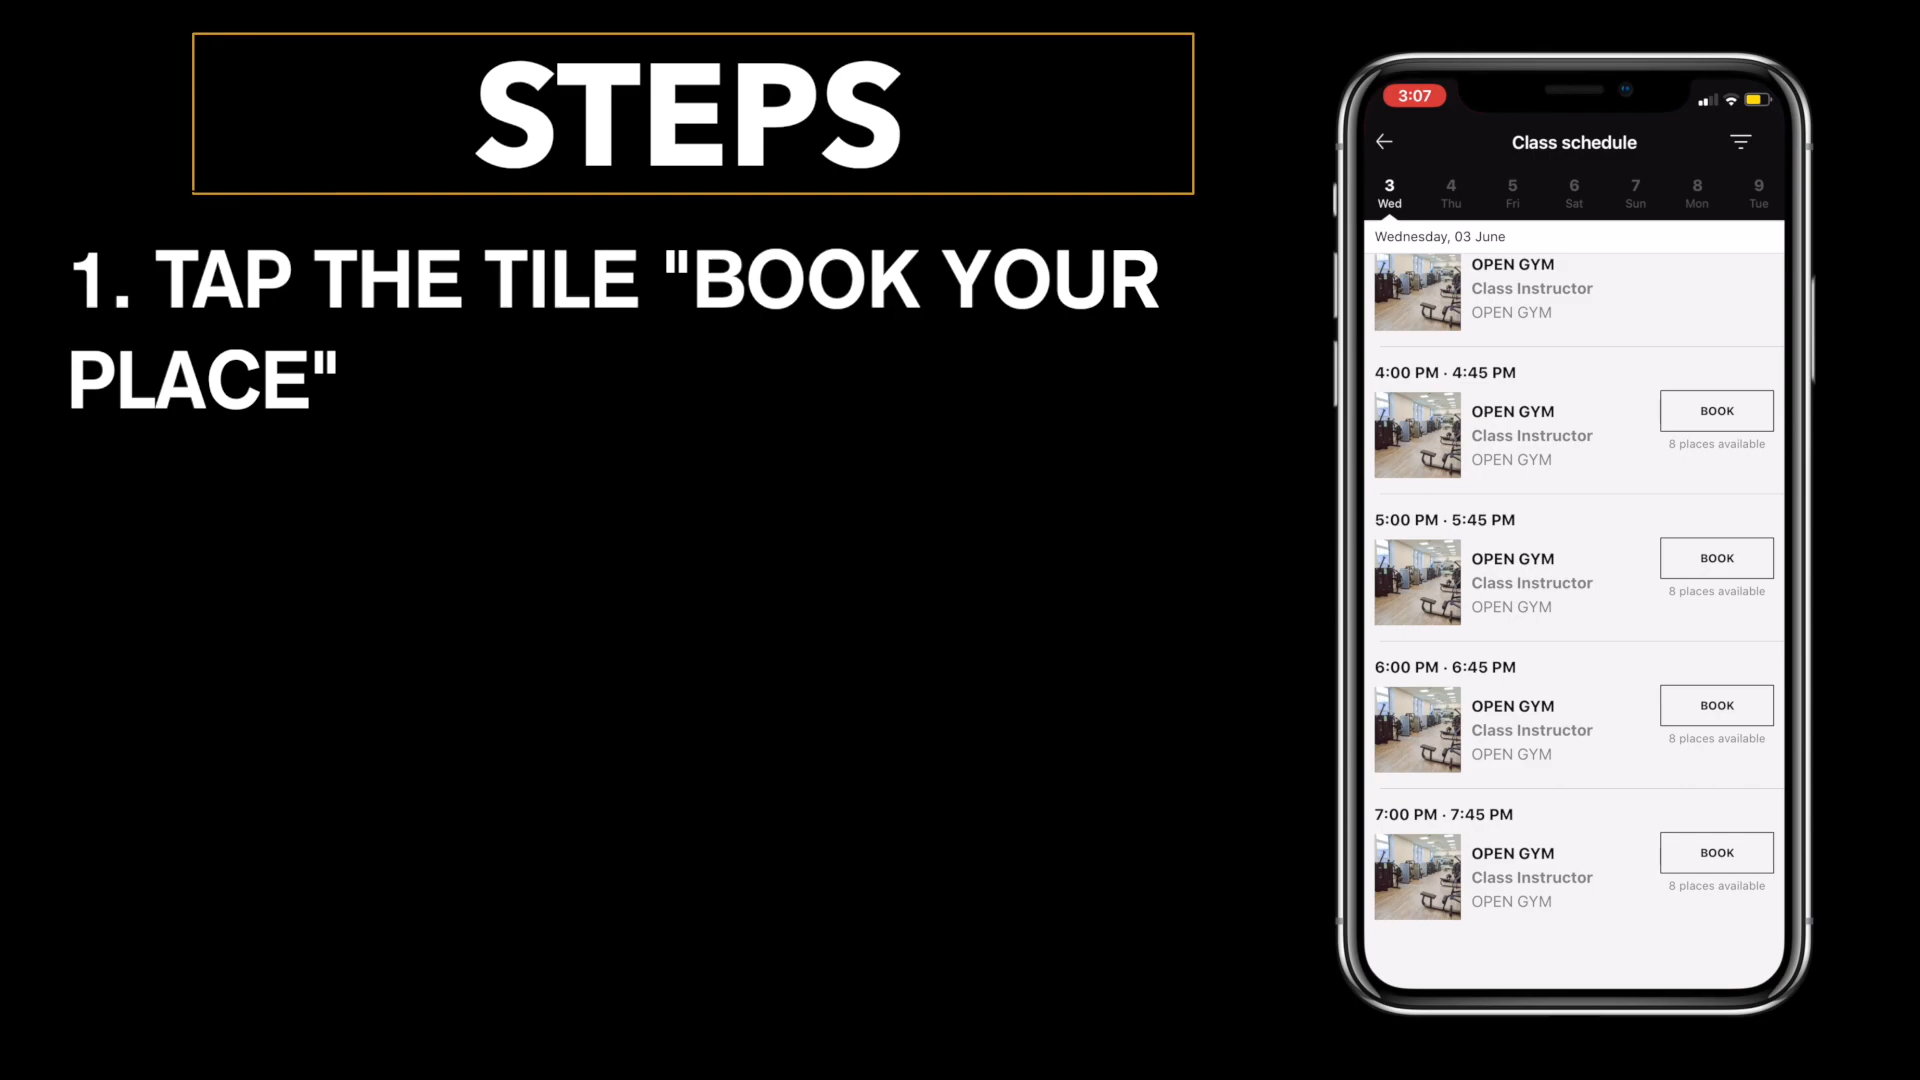 STEPS
1. TAP THE TILE "BOOK YOUR
PLACE"
3:07
Class schedule
3 4 5 6 7 8 9
Wed Thu Fri Sat Sun Mon Tue
Wednesday, 03 June
OPEN GYM
Class Instructor
OPEN GYM
4:00 PM · 4:45 PM
OPEN GYM
Class Instructor
OPEN GYM
BOOK
8 places available
5:00 PM · 5:45 PM
OPEN GYM
Class Instructor
OPEN GYM
BOOK
8 places available
6:00 PM · 6:45 PM
OPEN GYM
Class Instructor
OPEN GYM
BOOK
8 places available
7:00 PM · 7:45 PM
OPEN GYM
Class Instructor
OPEN GYM
BOOK
8 places available